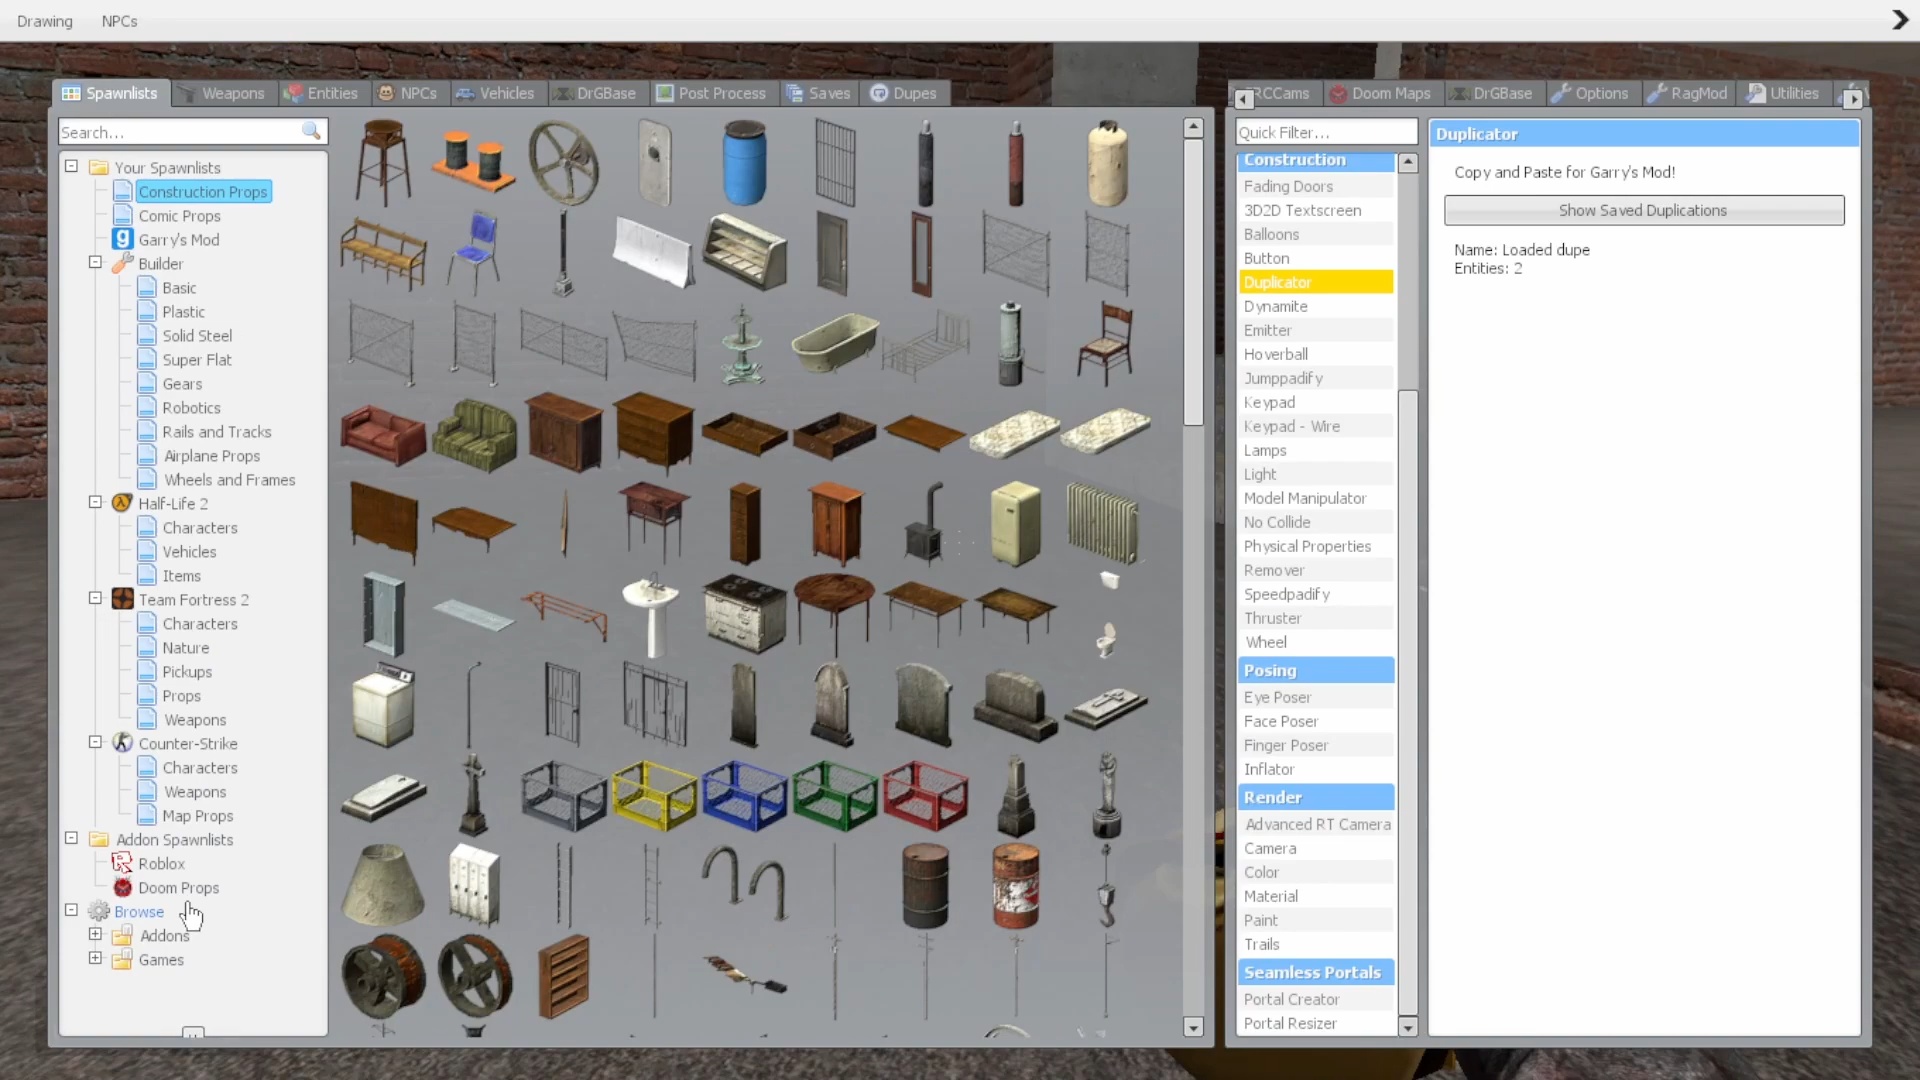 Drawing NPCs
Spawnlists Weapons Entities NPCs Vehicles DrGBase Post Process Saves Dupes
Search...
Your Spawnlists
Construction Props
Comic Props
Garry's Mod
Builder
Basic
Plastic
Solid Steel
Super Flat
Gears
Robotics
Rails and Tracks
Airplane Props
Wheels and Frames
Half-Life 2
Characters
Vehicles
Items
Team Fortress 2
Characters
Nature
Pickups
Props
Weapons
Counter-Strike
Characters
Weapons
Map Props
Addon Spawnlists
Roblox
Doom Props
Browse
Addons
Games
RCCams Doom Maps DrGBase Options RagMod Utilities
Quick Filter...
Construction
Fading Doors
3D2D Textscreen
Balloons
Button
Duplicator
Dynamite
Emitter
Hoverball
Jumppadify
Keypad
Keypad - Wire
Lamps
Light
Model Manipulator
No Collide
Physical Properties
Remover
Speedpadify
Thruster
Wheel
Posing
Eye Poser
Face Poser
Finger Poser
Inflator
Render
Advanced RT Camera
Camera
Color
Material
Paint
Trails
Seamless Portals
Portal Creator
Portal Resizer
Duplicator
Copy and Paste for Garry's Mod!
Show Saved Duplications
Name: Loaded dupe
Entities: 2